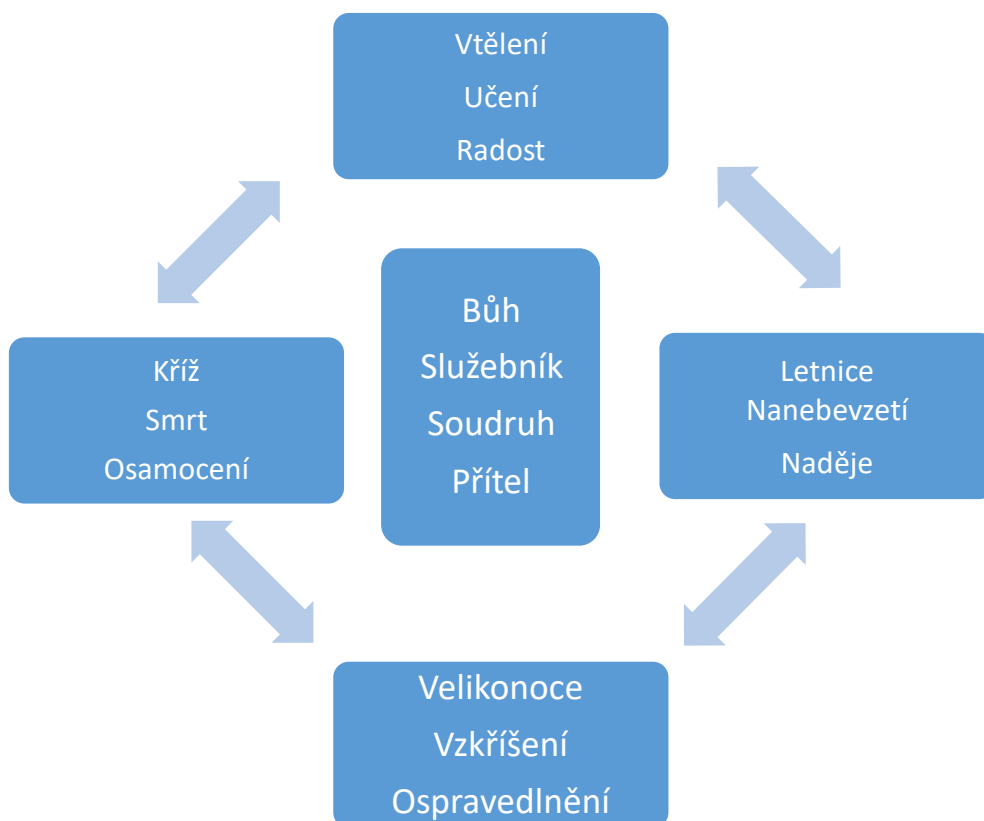 Vtělení
Učení
Radost
Bůh
Služebník
Soudruh
Přítel
Kříž
Smrt
Osamocení
Letnice
Nanebevzetí
Naděje
Velikonoce
Vzkříšení
Ospravedlnění